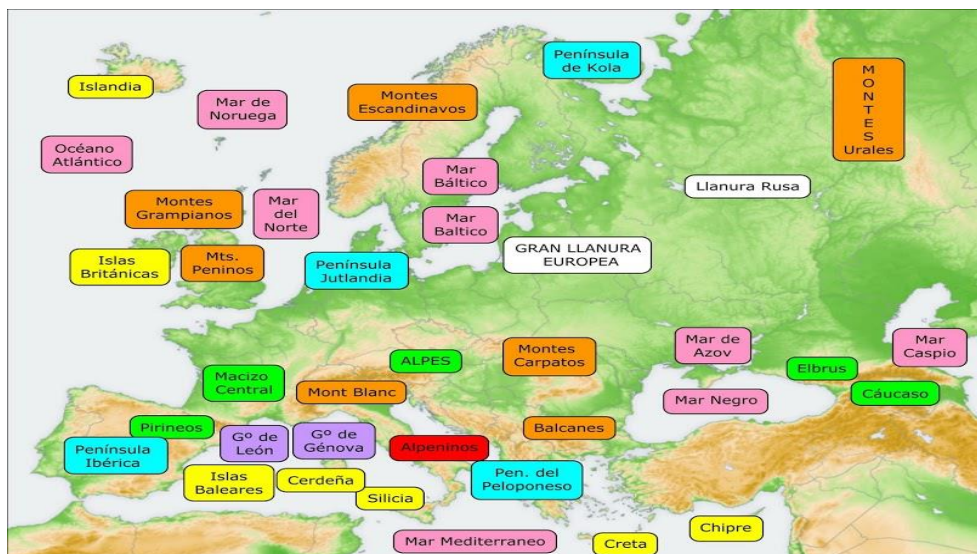 Península
de Kola
Islandia
Montes
Escandinavos
Mar de
Noruega
M
O
N
T
E
S
Urales
Océano
Atlántico
Mar
Báltico
Llanura Rusa
Montes
Grampianos
Mar
del
Norte
Mar
Baltico
GRAN LLANURA
EUROPEA
Islas
Británicas
Mts.
Peninos
Península
Jutlandia
Mar de
Azov
Mar
Caspio
Montes
Carpatos
ALPES
Elbrus
Macizo
Central
Mont Blanc
Mar Negro
Cáucaso
Pirineos
Balcanes
Península
Ibérica
Gº de
León
Gº de
Génova
Alpeninos
Pen. del
Peloponeso
Islas
Baleares
Cerdeña
Silicia
Chipre
Mar Mediterraneo
Creta